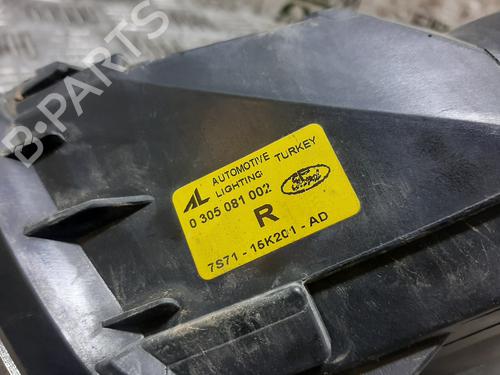 B-PARTS
AL AUTOMOTIVE LIGHTING TURKEY
0 305 081 002
Ford
R
7S71 - 15K201 - AD